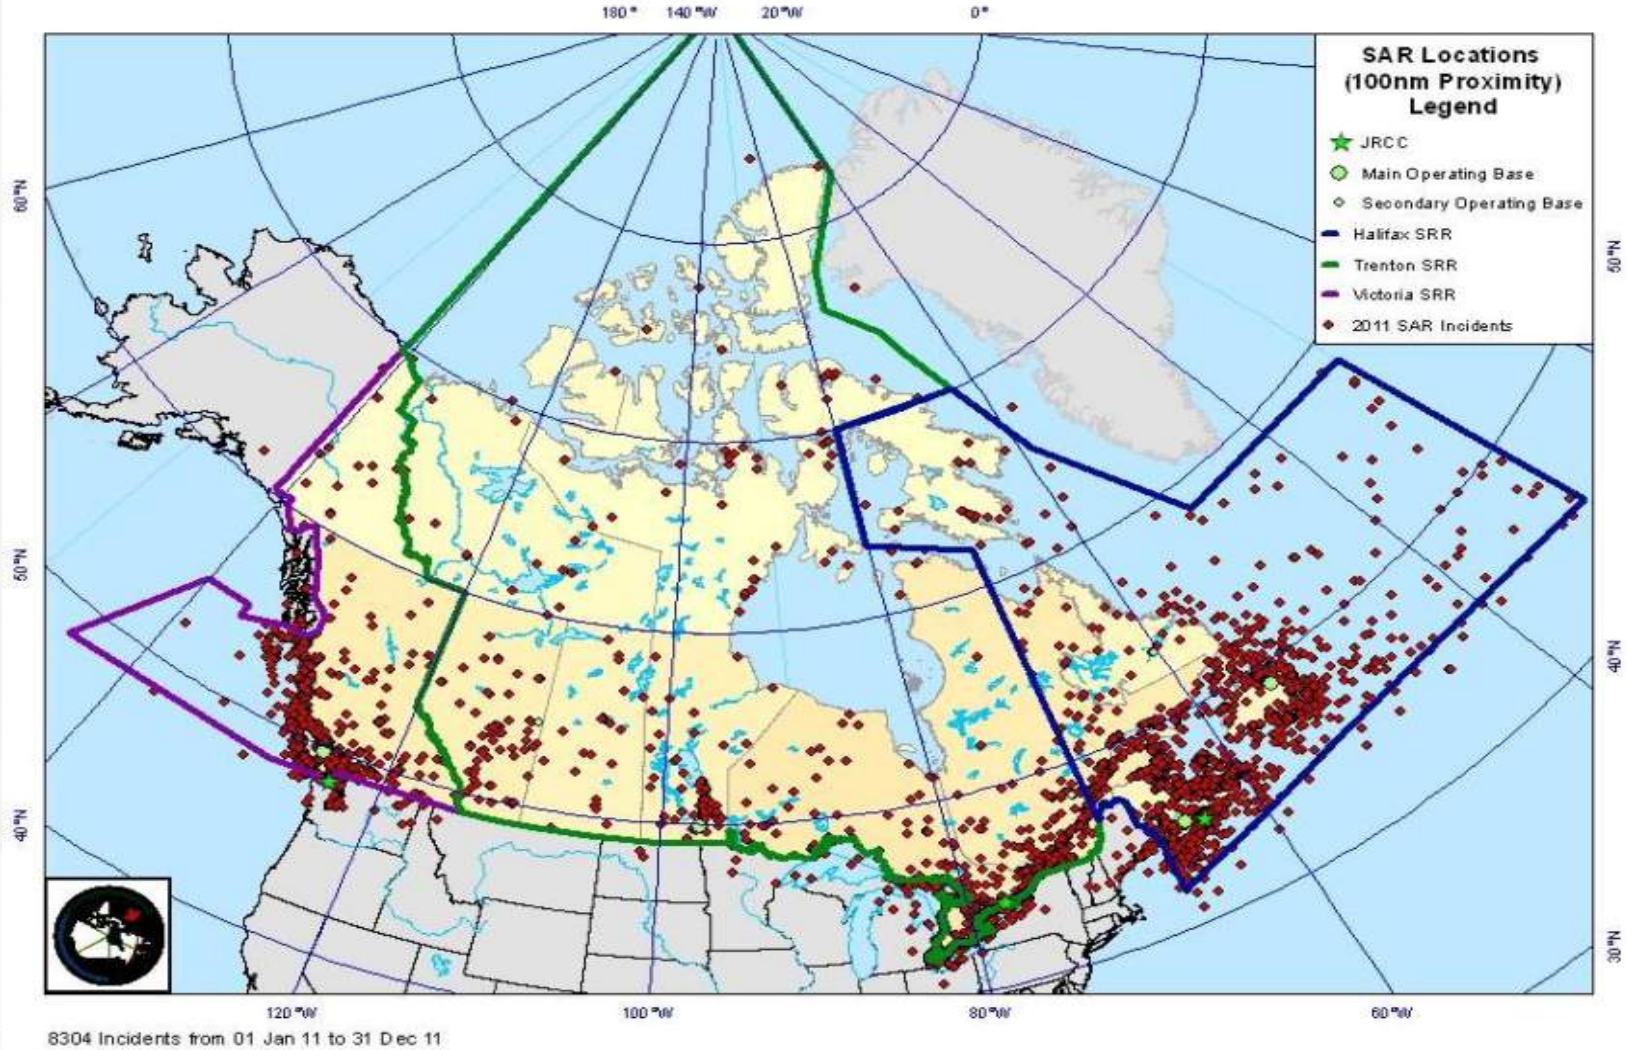 180° 140°W 20°W 0°
SAR Locations
(100nm Proximity)
Legend
JRCC
Main Operating Base
Secondary Operating Base
Halifax SRR
Trenton SRR
Victoria SRR
2011 SAR Incidents
60°N
50°N
40°N
50°N
40°N
30°N
120°W 100°W 80°W 60°W
8304 Incidents from 01 Jan 11 to 31 Dec 11